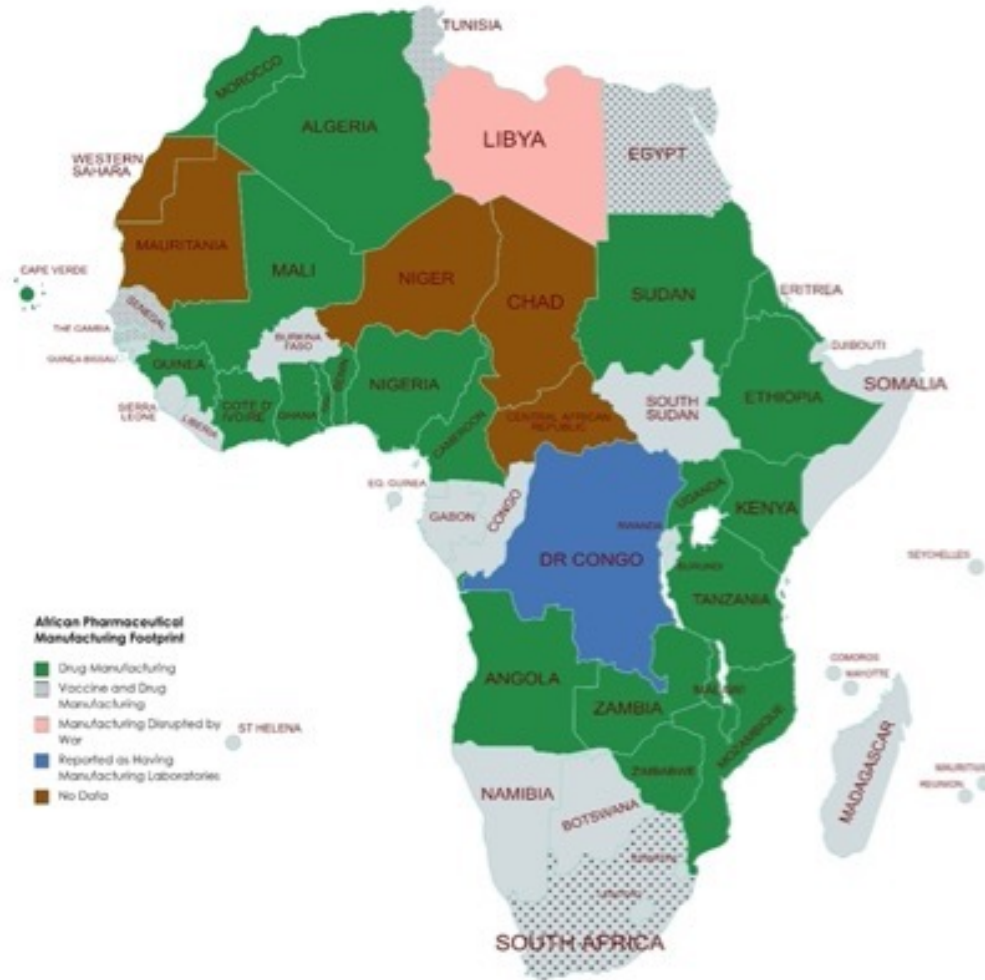 TUNISIA
MOROCCO
ALGERIA
LIBYA
EGYPT
WESTERN
SAHARA
MAURITANIA
MALI
NIGER
CHAD
SUDAN
ERITREA
CAPE VERDE
SENEGAL
THE GAMBIA
GUINEA BISSAU
BURKINA
FASO
DJIBOUTI
GUINEA
BENIN
NIGERIA
SOUTH
SUDAN
ETHIOPIA
SOMALIA
SIERRA
LEONE
LIBERIA
COTE D'
IVOIRE
GHANA
CAMEROON
CENTRAL AFRICAN
REPUBLIC
EQ. GUINEA
GABON
CONGO
UGANDA
KENYA
RWANDA
DR CONGO
BURUNDI
SEYCHELLES
TANZANIA
African Pharmaceutical
Manufacturing Footprint
Drug Manufacturing
Vaccine and Drug
Manufacturing
Manufacturing Disrupted by
War
Reported as Having
Manufacturing Laboratories
No Data
ANGOLA
ZAMBIA
MALAWI
COMOROS
MAYOTTE
MOZAMBIQUE
ST HELENA
ZIMBABWE
MADAGASCAR
MAURITIUS
REUNION
NAMIBIA
BOTSWANA
SOUTH AFRICA